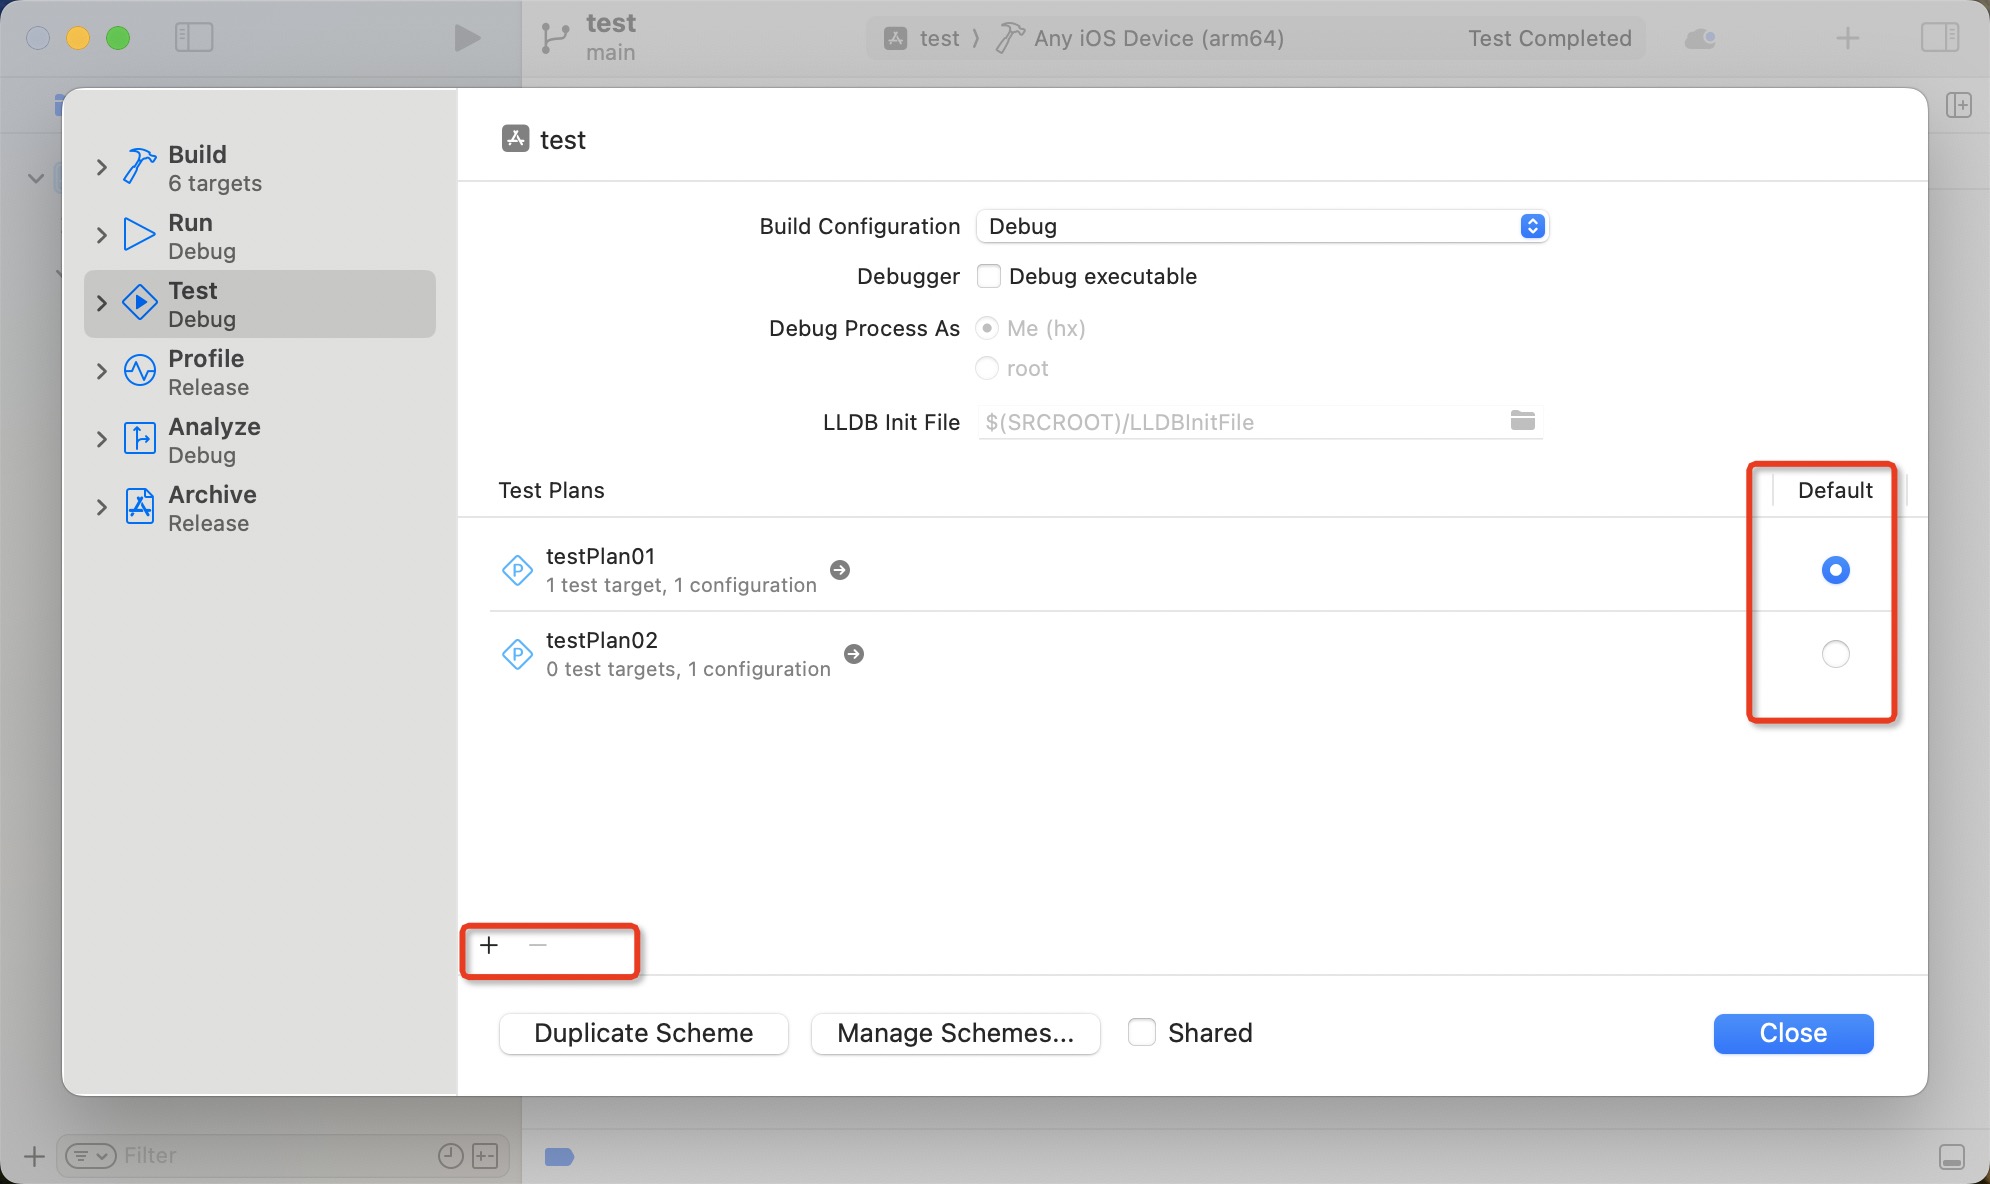 test
main
test
Any iOS Device (arm64)
Test Completed
Build
6 targets
Run
Debug
Test
Debug
Profile
Release
Analyze
Debug
Archive
Release
test
Build Configuration Debug
Debugger Debug executable
Debug Process As Me (hx)
root
LLDB Init File $(SRCROOT)/LLDBInitFile
Test Plans Default
P testPlan01
1 test target, 1 configuration
P testPlan02
0 test targets, 1 configuration
Duplicate Scheme Manage Schemes... Shared Close
Filter